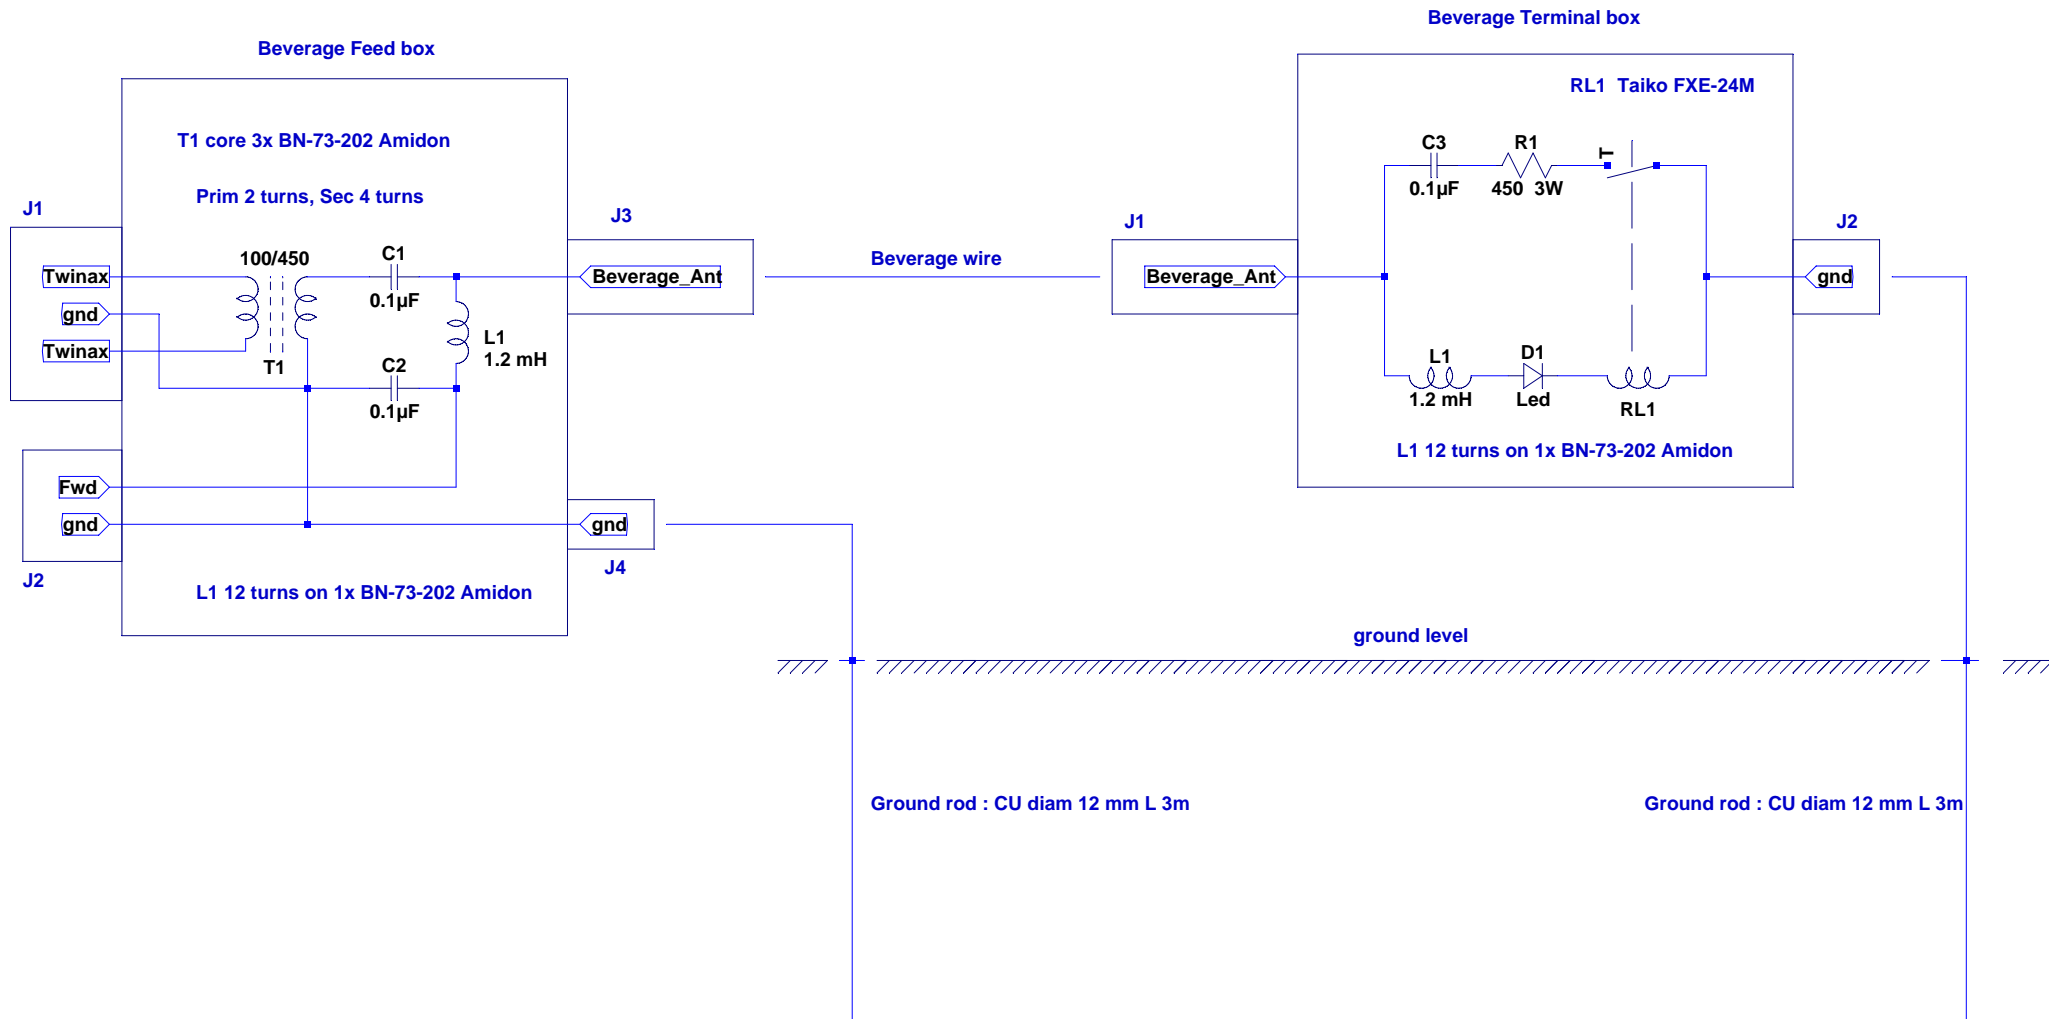 Beverage Feed box
T1 core 3x BN-73-202 Amidon
Prim 2 turns, Sec 4 turns
J1
Twinax
gnd
Twinax
100/450
T1
C1
0.1µF
C2
0.1µF
L1
1.2 mH
J3
Beverage_Ant
J2
Fwd
gnd
gnd
J4
L1 12 turns on 1x BN-73-202 Amidon
Beverage wire
Beverage Terminal box
RL1 Taiko FXE-24M
J1
Beverage_Ant
C3
0.1µF
R1
450 3W
T
J2
gnd
L1
1.2 mH
D1
Led
RL1
L1 12 turns on 1x BN-73-202 Amidon
ground level
Ground rod : CU diam 12 mm L 3m
Ground rod : CU diam 12 mm L 3m